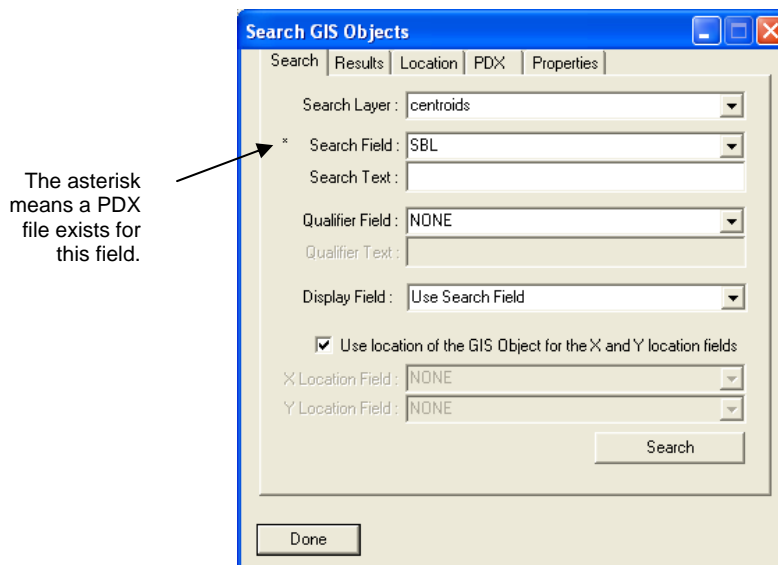 Search GIS Objects
Search Results Location PDX Properties
Search Layer : centroids
* Search Field : SBL
Search Text :
Qualifier Field : NONE
Qualifier Text :
Display Field : Use Search Field
Use location of the GIS Object for the X and Y location fields
X Location Field : NONE
Y Location Field : NONE
Search
Done
The asterisk
means a PDX
file exists for
this field.